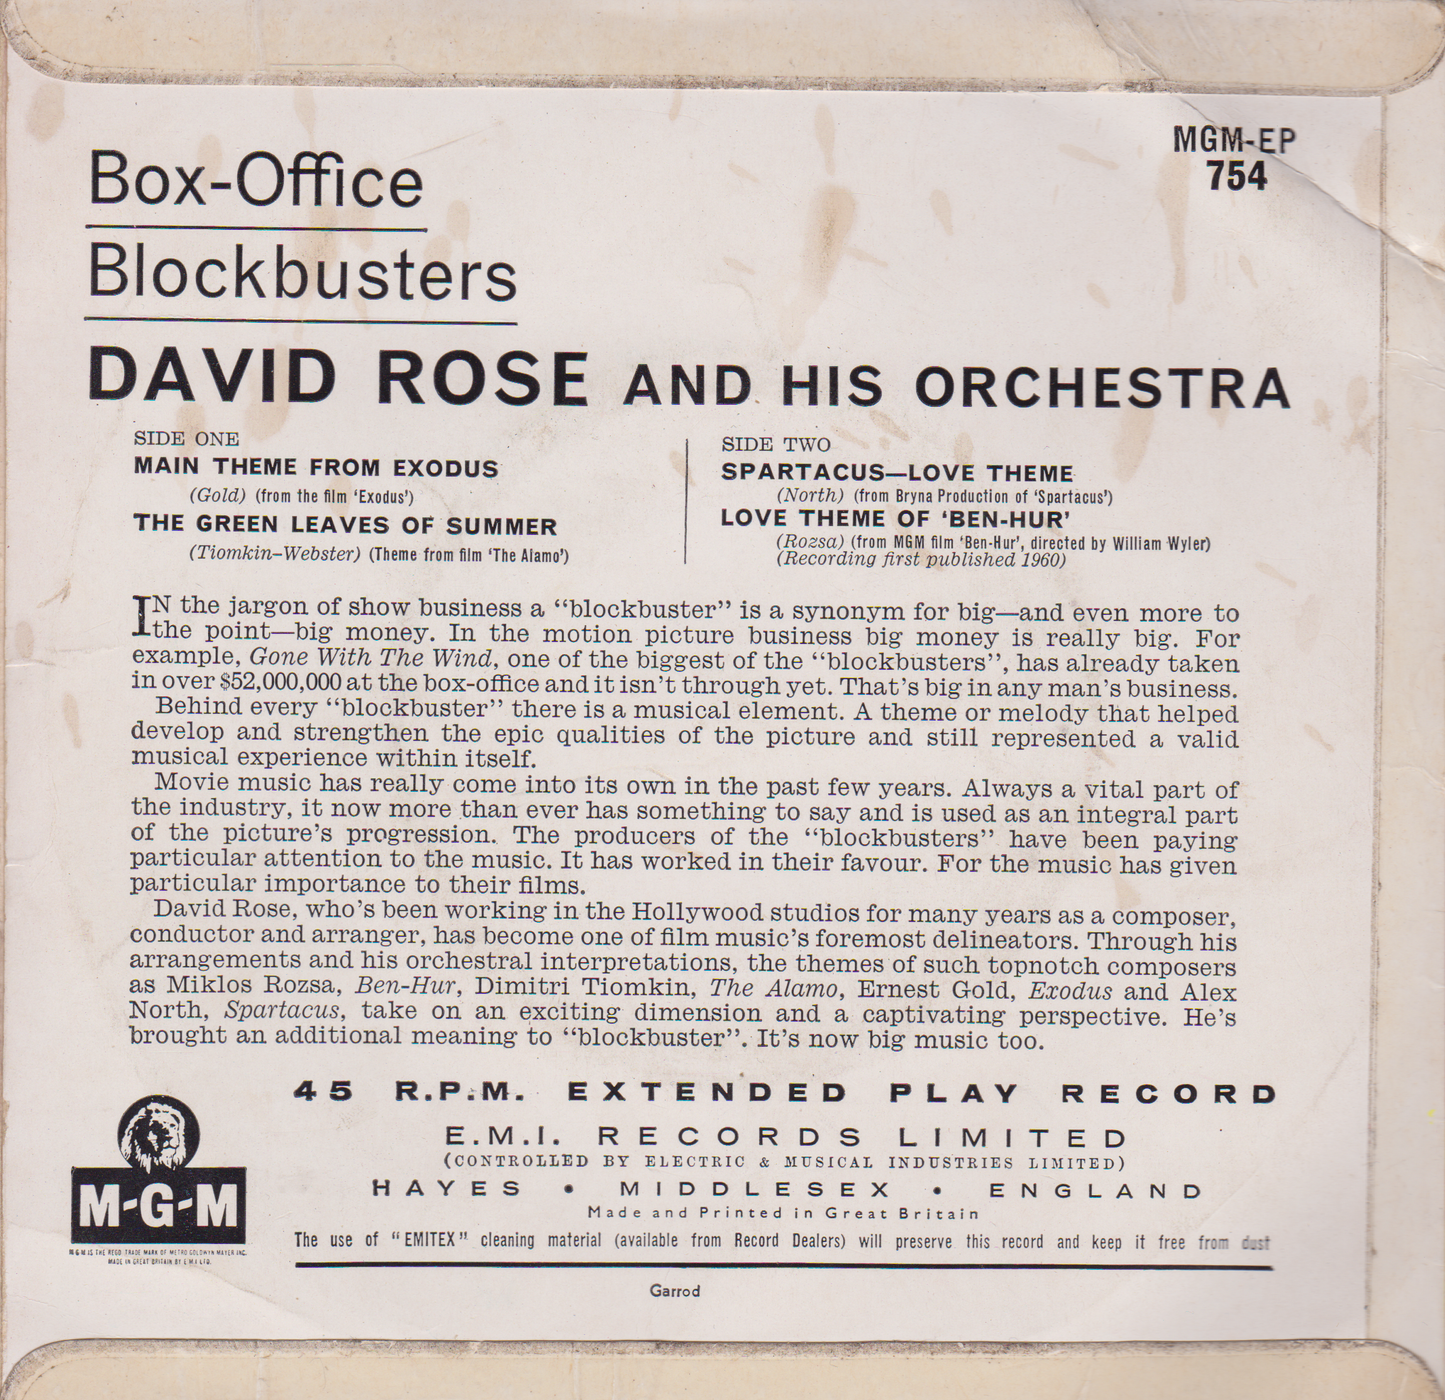 MGM-EP
754
Box-Office
Blockbusters
DAVID ROSE AND HIS ORCHESTRA
SIDE ONE
MAIN THEME FROM EXODUS
(Gold) (from the film ‘Exodus’)
THE GREEN LEAVES OF SUMMER
(Tiomkin–Webster) (Theme from film ‘The Alamo’)
SIDE TWO
SPARTACUS—LOVE THEME
(North) (from Bryna Production of ‘Spartacus’)
LOVE THEME OF ‘BEN-HUR’
(Rozsa) (from MGM film ‘Ben-Hur’, directed by William Wyler)
(Recording first published 1960)
IN the jargon of show business a “blockbuster” is a synonym for big—and even more to
the point—big money. In the motion picture business big money is really big. For
example, Gone With The Wind, one of the biggest of the “blockbusters”, has already taken
in over $52,000,000 at the box-office and it isn’t through yet. That’s big in any man’s business.
Behind every “blockbuster” there is a musical element. A theme or melody that helped
develop and strengthen the epic qualities of the picture and still represented a valid
musical experience within itself.
Movie music has really come into its own in the past few years. Always a vital part of
the industry, it now more than ever has something to say and is used as an integral part
of the picture’s progression. The producers of the “blockbusters” have been paying
particular attention to the music. It has worked in their favour. For the music has given
particular importance to their films.
David Rose, who’s been working in the Hollywood studios for many years as a composer,
conductor and arranger, has become one of film music’s foremost delineators. Through his
arrangements and his orchestral interpretations, the themes of such topnotch composers
as Miklos Rozsa, Ben-Hur, Dimitri Tiomkin, The Alamo, Ernest Gold, Exodus and Alex
North, Spartacus, take on an exciting dimension and a captivating perspective. He’s
brought an additional meaning to “blockbuster”. It’s now big music too.
45 R.P.M. EXTENDED PLAY RECORD
E.M.I. RECORDS LIMITED
(CONTROLLED BY ELECTRIC & MUSICAL INDUSTRIES LIMITED)
HAYES • MIDDLESEX • ENGLAND
Made and Printed in Great Britain
The use of “EMITEX” cleaning material (available from Record Dealers) will preserve this record and keep it free from dust
M-G-M
M G M IS THE REGD TRADE MARK OF METRO GOLDWYN MAYER INC.
MADE IN GREAT BRITAIN BY E M I LTD.
Garrod